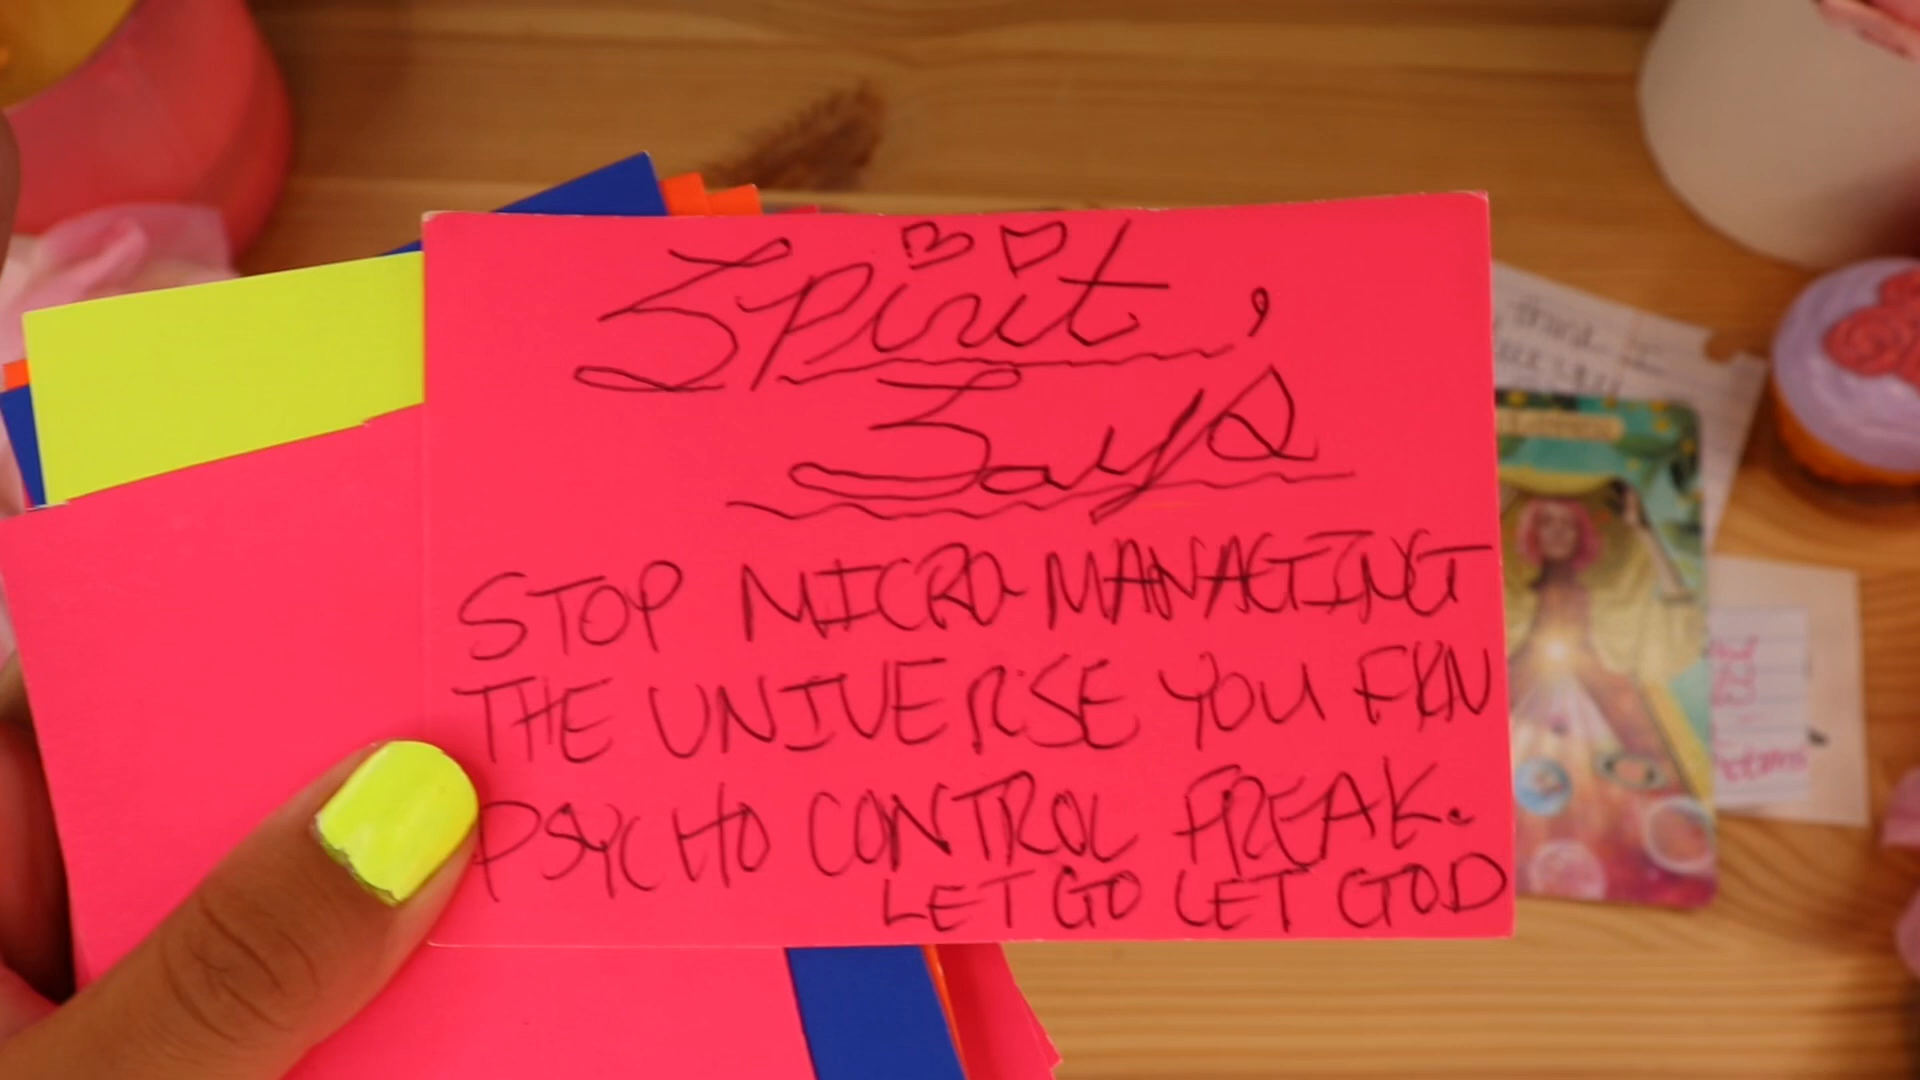 Spirit,
Says
STOP MICRO-MANAGING
THE UNIVERSE YOU FKN
PSYCHO CONTROL FREAK.
LET GO LET GOD